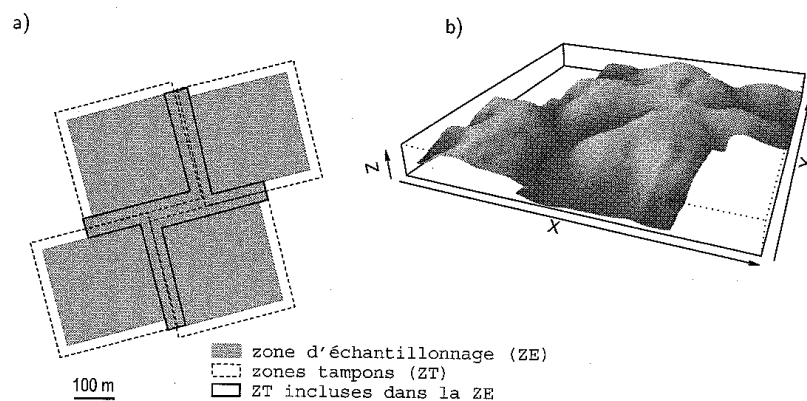 a)
b)
Z
X
Y
zone d'échantillonnage (ZE)
zones tampons (ZT)
ZT incluses dans la ZE
100 m